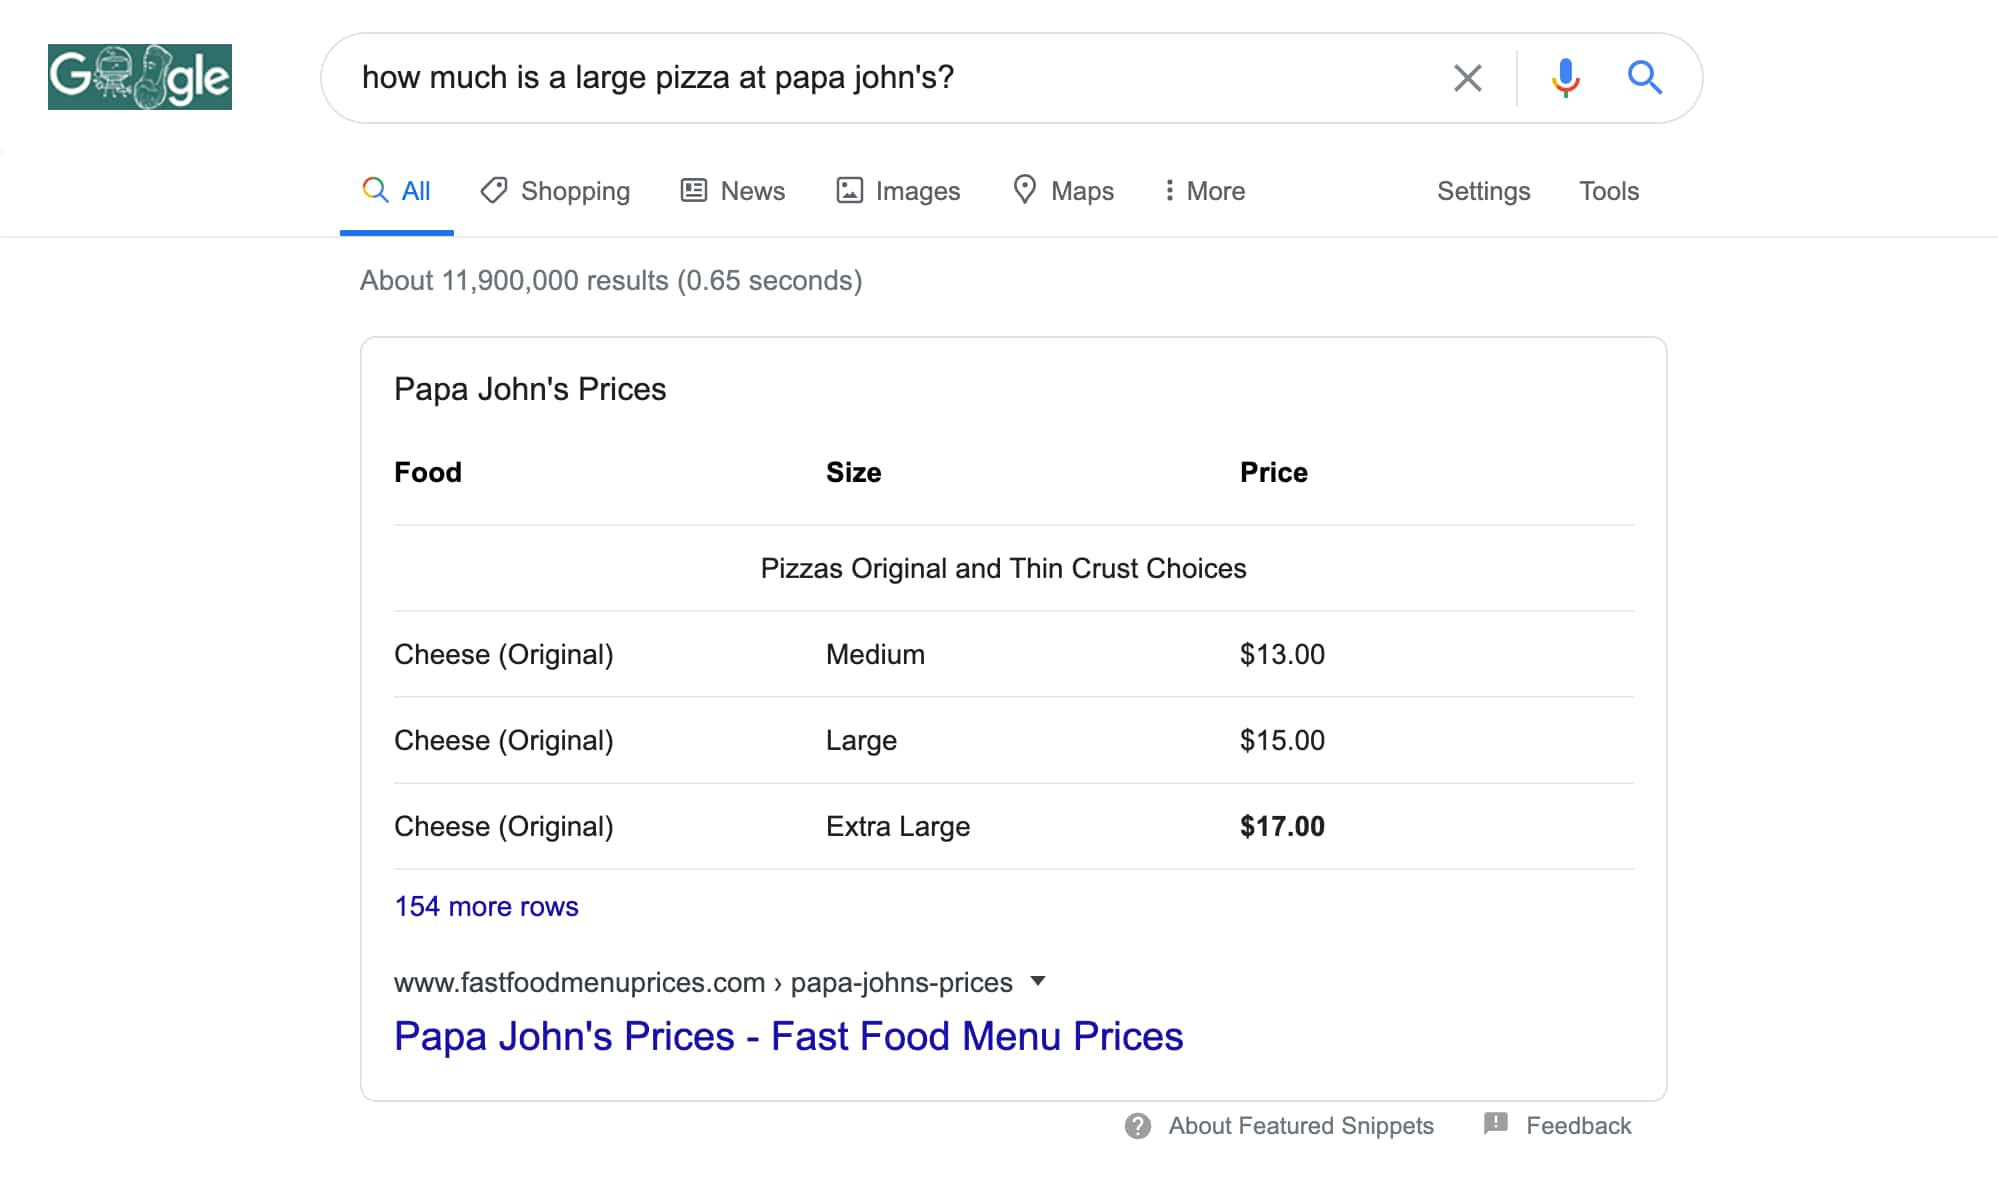 Google
how much is a large pizza at papa john's?
All Shopping News Images Maps More Settings Tools
About 11,900,000 results (0.65 seconds)
Papa John's Prices
Food Size Price
Pizzas Original and Thin Crust Choices
Cheese (Original) Medium $13.00
Cheese (Original) Large $15.00
Cheese (Original) Extra Large $17.00
154 more rows
www.fastfoodmenuprices.com › papa-johns-prices
Papa John's Prices - Fast Food Menu Prices
About Featured Snippets Feedback